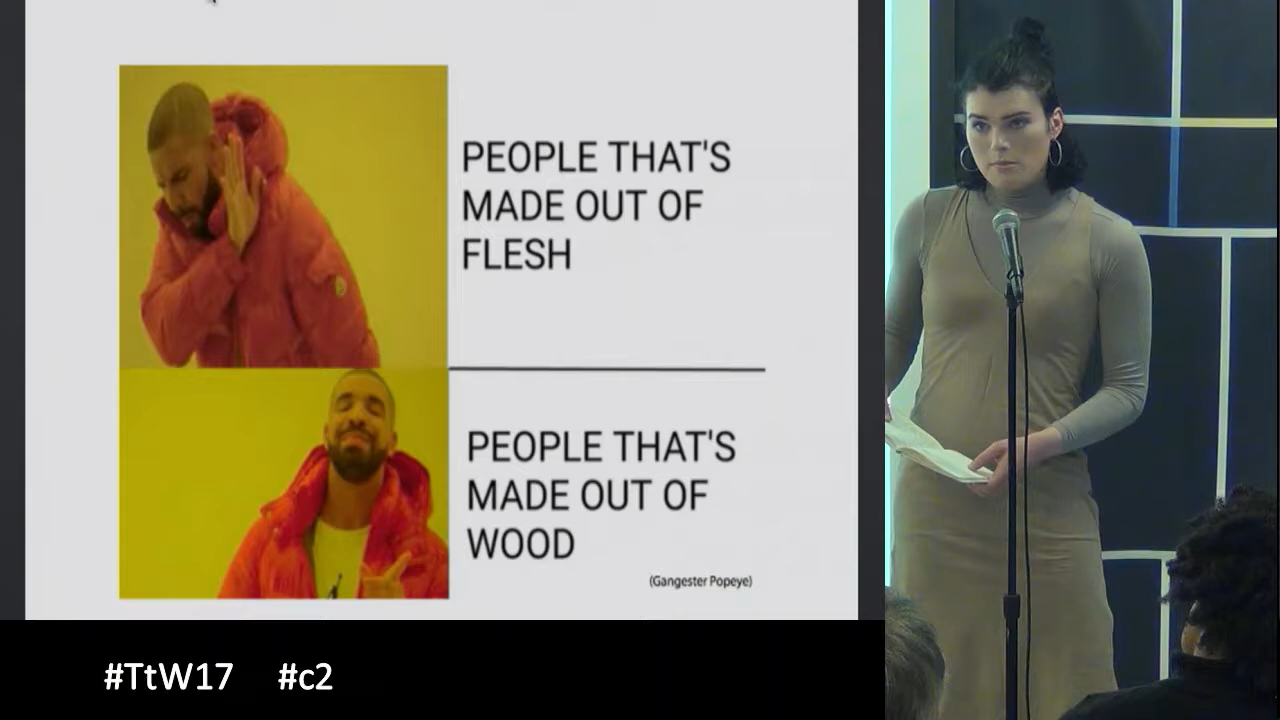 PEOPLE THAT'S
MADE OUT OF
FLESH
PEOPLE THAT'S
MADE OUT OF
WOOD
(Gangester Popeye)
#TtW17 #c2